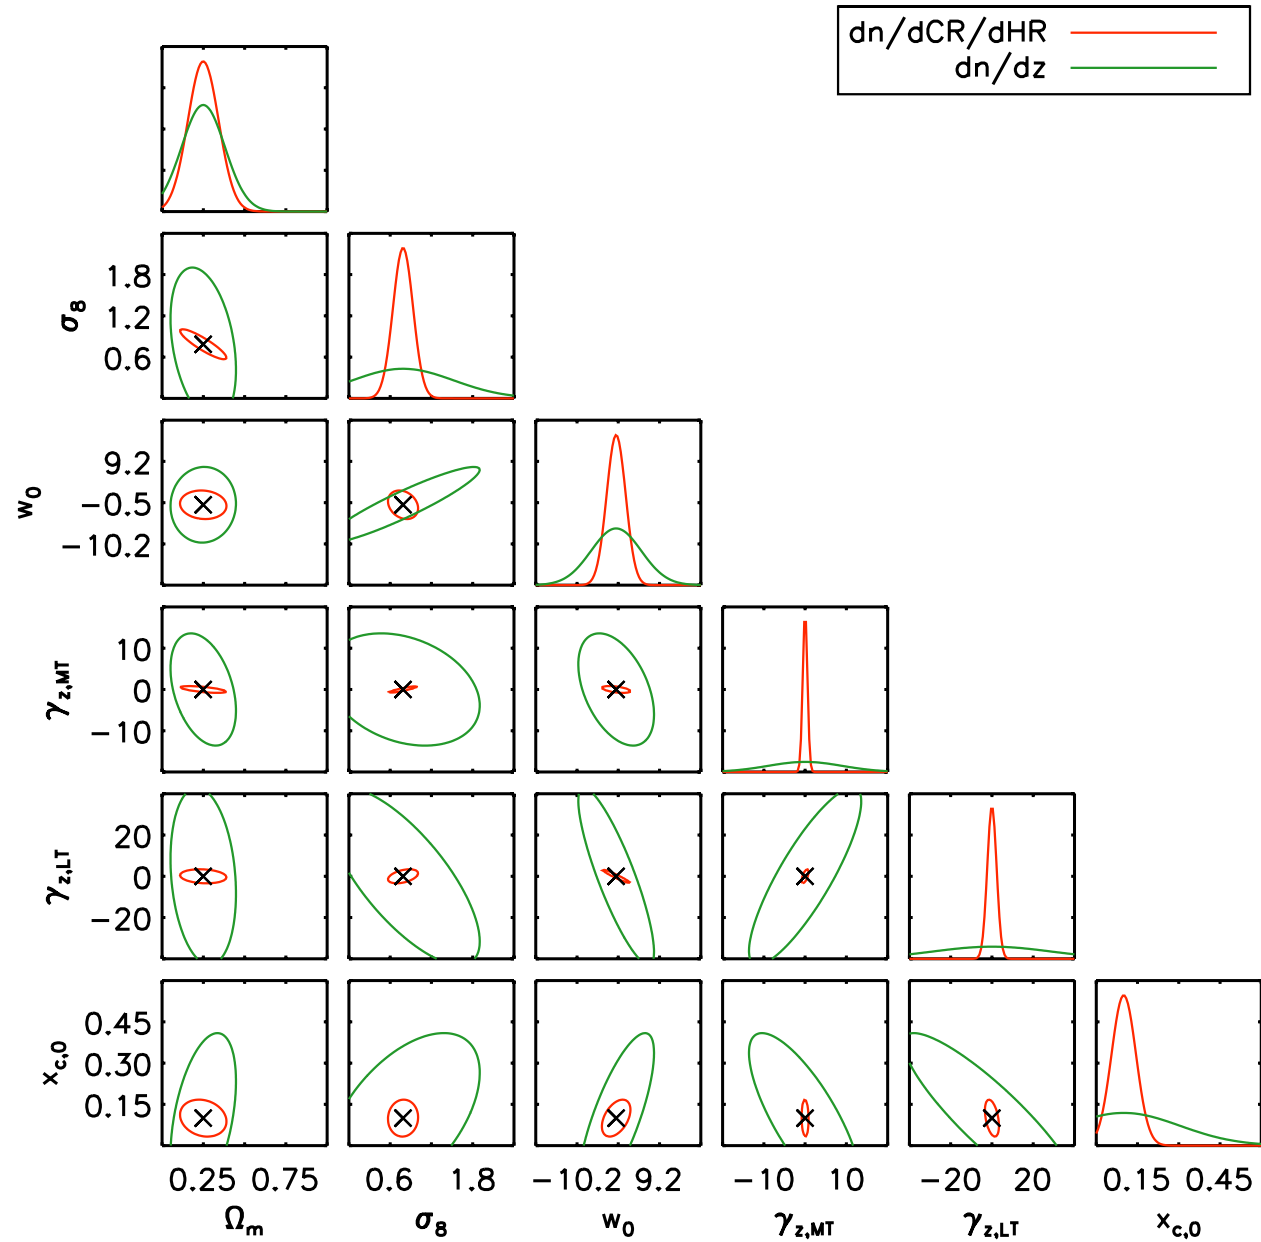 dn/dCR/dHR
dn/dz
σ8
1.8
1.2
0.6
w0
9.2
−0.5
−10.2
γz,MT
10
0
−10
γz,LT
20
0
−20
xc,0
0.45
0.30
0.15
0.25 0.75 0.6 1.8 −10.2 9.2 −10 10 −20 20 0.15 0.45
Ωm σ8 w0 γz,MT γz,LT xc,0